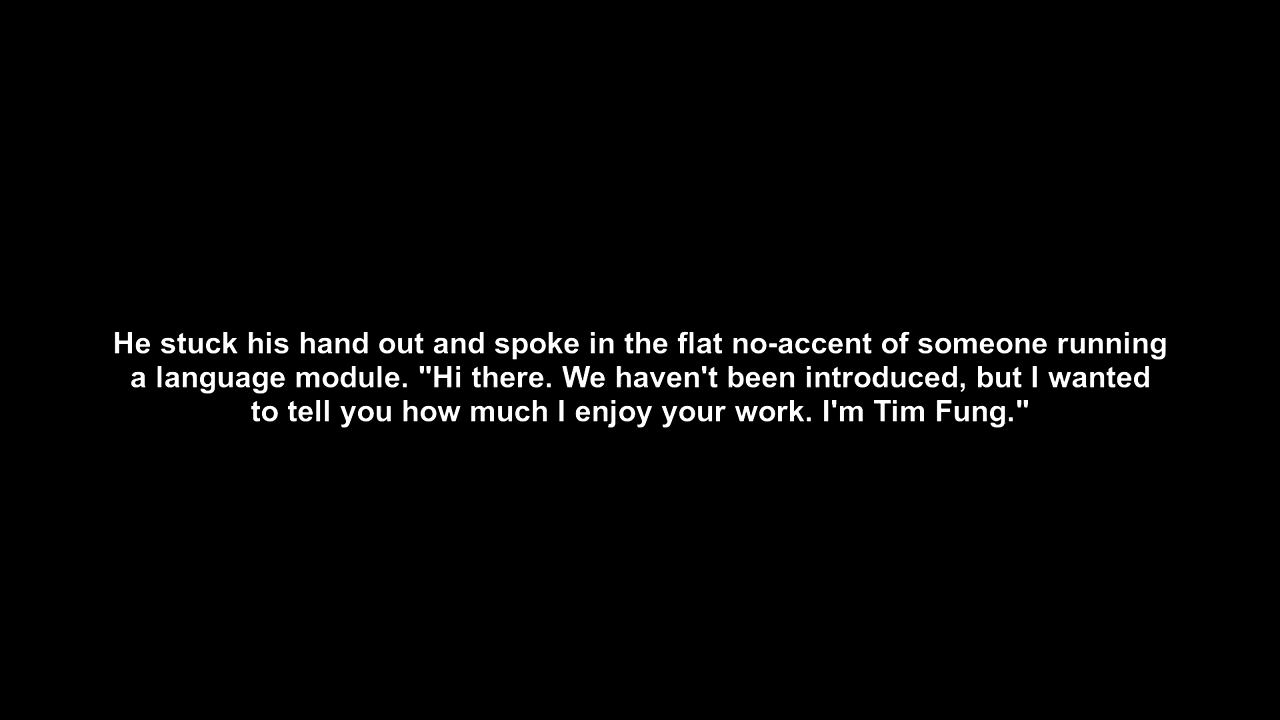 He stuck his hand out and spoke in the flat no-accent of someone running
a language module. "Hi there. We haven't been introduced, but I wanted
to tell you how much I enjoy your work. I'm Tim Fung."